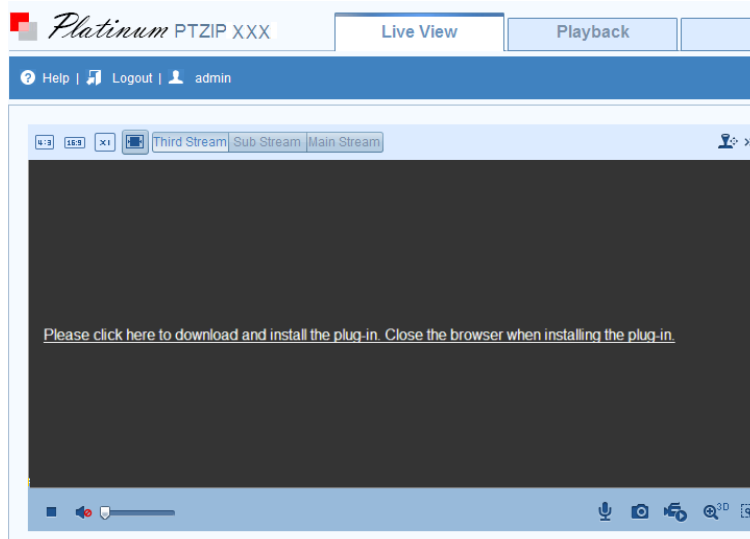 Platinum PTZIP XXX
Live View
Playback
Help | Logout | admin
4:3 16:9 X1 Third Stream Sub Stream Main Stream
Please click here to download and install the plug-in. Close the browser when installing the plug-in.
3D